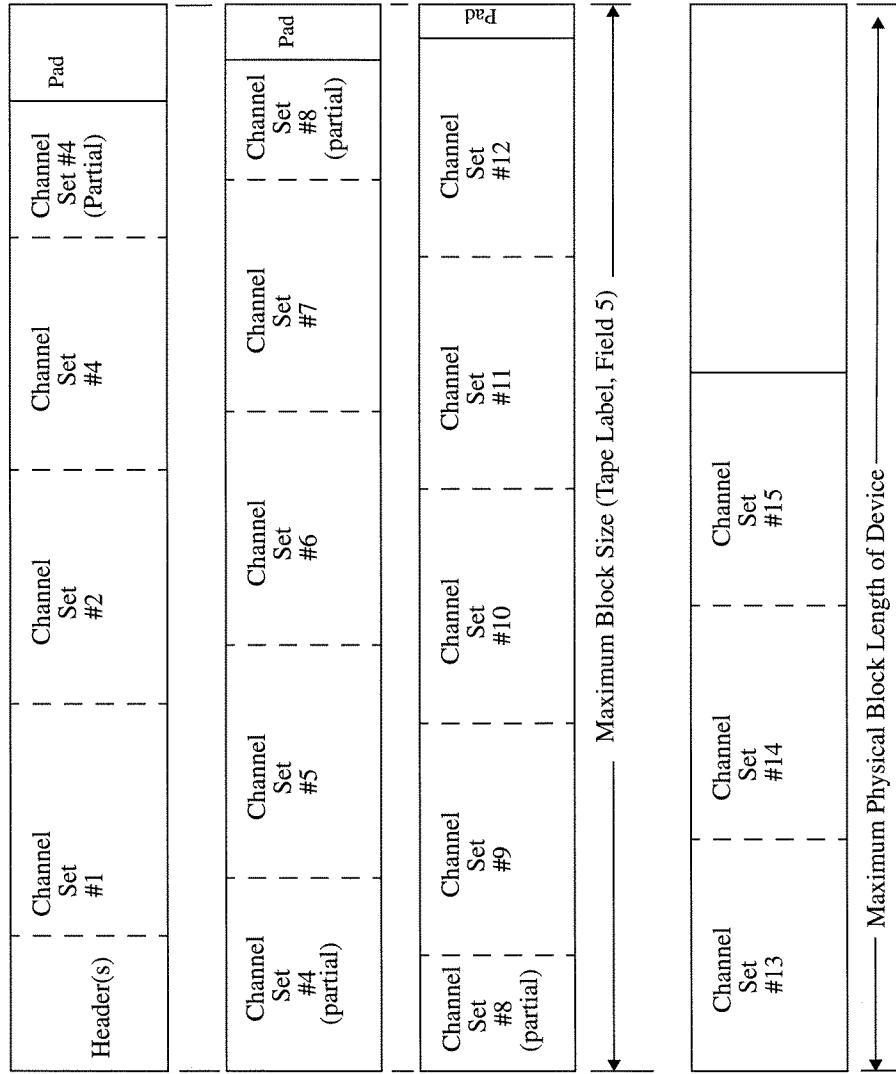 Header(s)
Channel
Set
#1
Channel
Set
#2
Channel
Set
#4
Channel
Set #4
(Partial)
Pad
Channel
Set
#4
(partial)
Channel
Set
#5
Channel
Set
#6
Channel
Set
#7
Channel
Set
#8
(partial)
Pad
Channel
Set
#8
(partial)
Channel
Set
#9
Channel
Set
#10
Channel
Set
#11
Channel
Set
#12
Pad
Maximum Block Size (Tape Label, Field 5)
Channel
Set
#13
Channel
Set
#14
Channel
Set
#15
Maximum Physical Block Length of Device